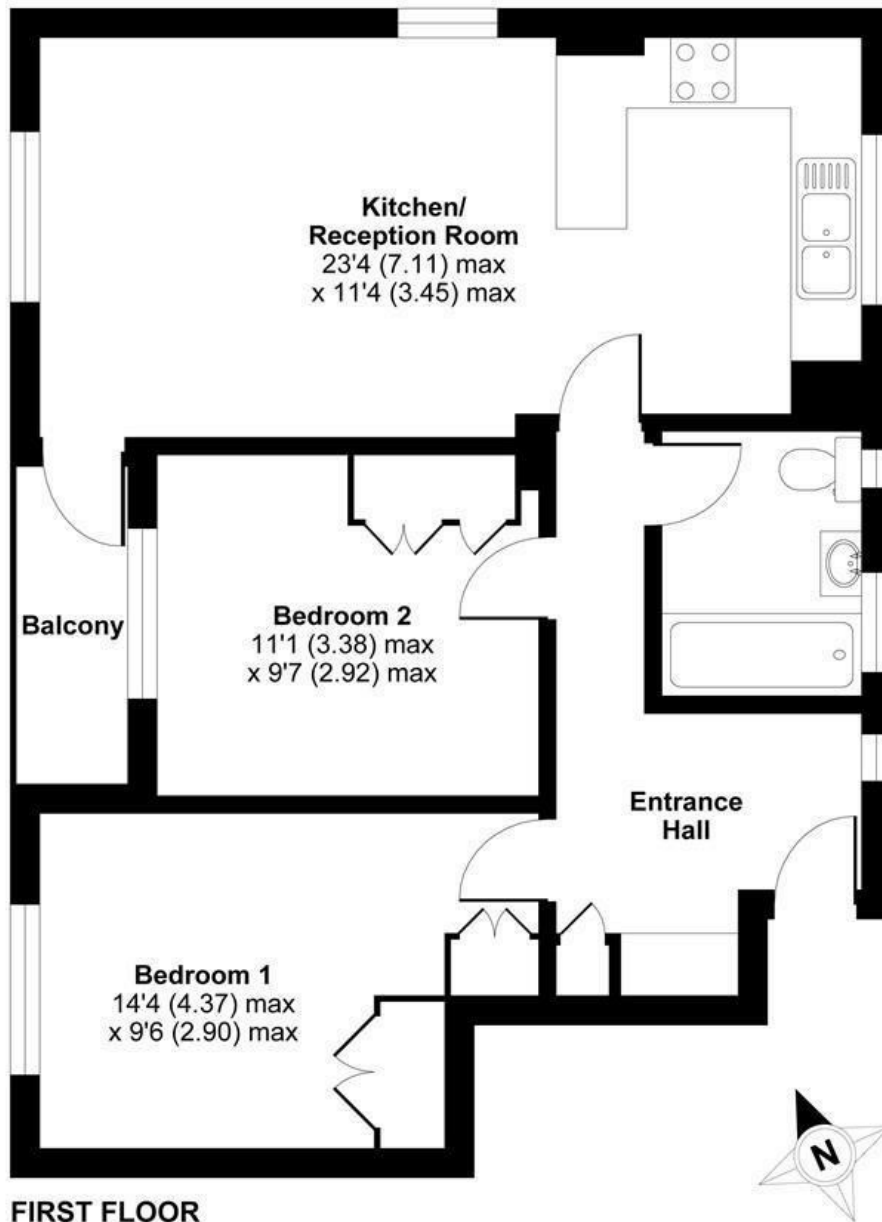 Kitchen/
Reception Room
23'4 (7.11) max
x 11'4 (3.45) max
Balcony
Bedroom 2
11'1 (3.38) max
x 9'7 (2.92) max
Entrance
Hall
Bedroom 1
14'4 (4.37) max
x 9'6 (2.90) max
N
FIRST FLOOR